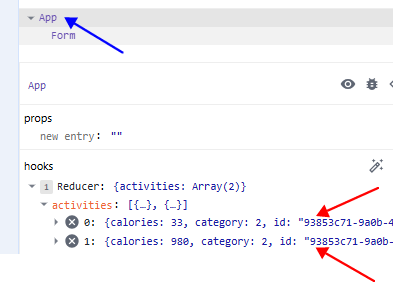 App
Form
App
props
new entry: ""
hooks
1 Reducer: {activities: Array(2)}
activities: [{…}, {…}]
0: {calories: 33, category: 2, id: "93853c71-9a0b-4
1: {calories: 980, category: 2, id: "93853c71-9a0b-